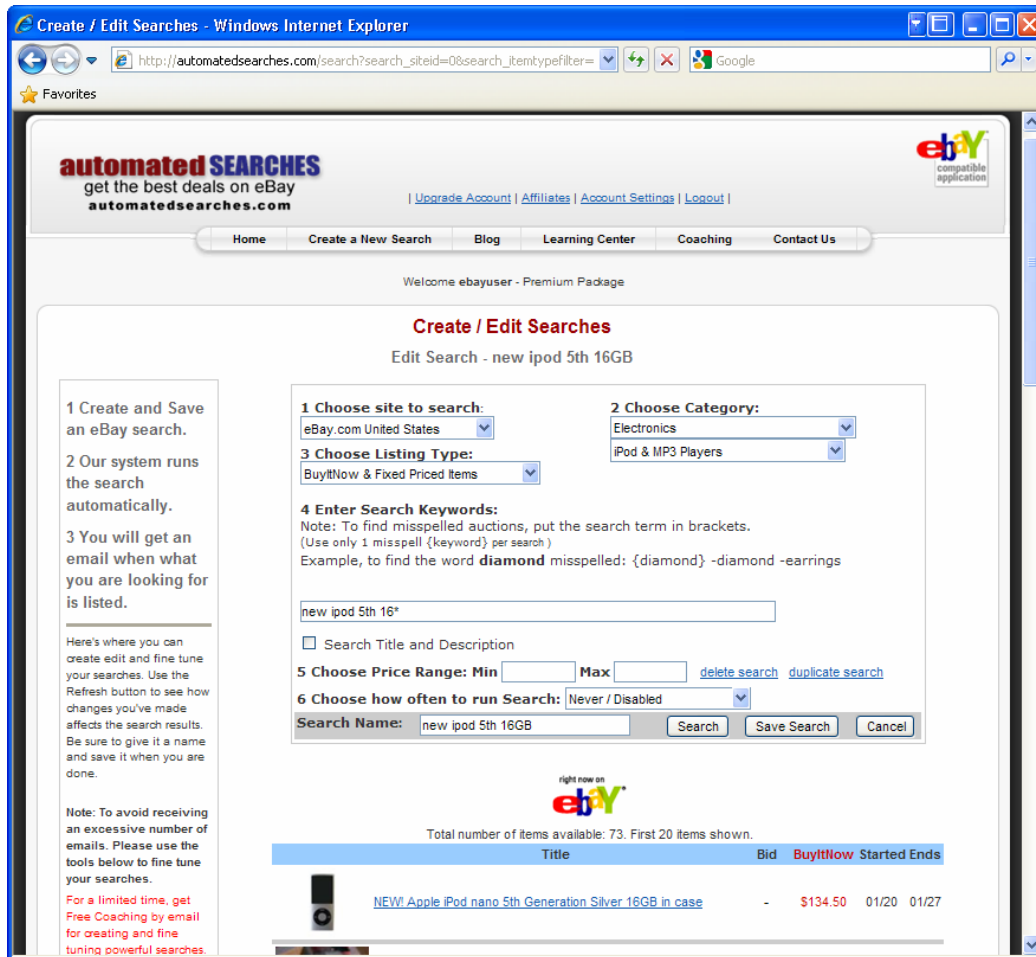 Create / Edit Searches - Windows Internet Explorer
http://automatedsearches.com/search?search_siteid=0&search_itemtypefilter=
Google
Favorites
automated SEARCHES
get the best deals on eBay
automatedsearches.com
ebaY
compatible
application
| Upgrade Account | Affiliates | Account Settings | Logout |
Home Create a New Search Blog Learning Center Coaching Contact Us
Welcome ebayuser - Premium Package
Create / Edit Searches
Edit Search - new ipod 5th 16GB
1 Create and Save
an eBay search.
2 Our system runs
the search
automatically.
3 You will get an
email when what
you are looking for
is listed.
Here's where you can
create edit and fine tune
your searches. Use the
Refresh button to see how
changes you've made
affects the search results.
Be sure to give it a name
and save it when you are
done.
Note: To avoid receiving
an excessive number of
emails. Please use the
tools below to fine tune
your searches.
For a limited time, get
Free Coaching by email
for creating and fine
tuning powerful searches.
1 Choose site to search:
eBay.com United States
2 Choose Category:
Electronics
iPod & MP3 Players
3 Choose Listing Type:
BuyItNow & Fixed Priced Items
4 Enter Search Keywords:
Note: To find misspelled auctions, put the search term in brackets.
(Use only 1 misspell {keyword} per search )
Example, to find the word diamond misspelled: {diamond} -diamond -earrings
new ipod 5th 16*
Search Title and Description
5 Choose Price Range: Min Max delete search duplicate search
6 Choose how often to run Search: Never / Disabled
Search Name: new ipod 5th 16GB Search Save Search Cancel
right now on
ebaY
Total number of items available: 73. First 20 items shown.
Title Bid BuyItNow Started Ends
NEW! Apple iPod nano 5th Generation Silver 16GB in case - $134.50 01/20 01/27